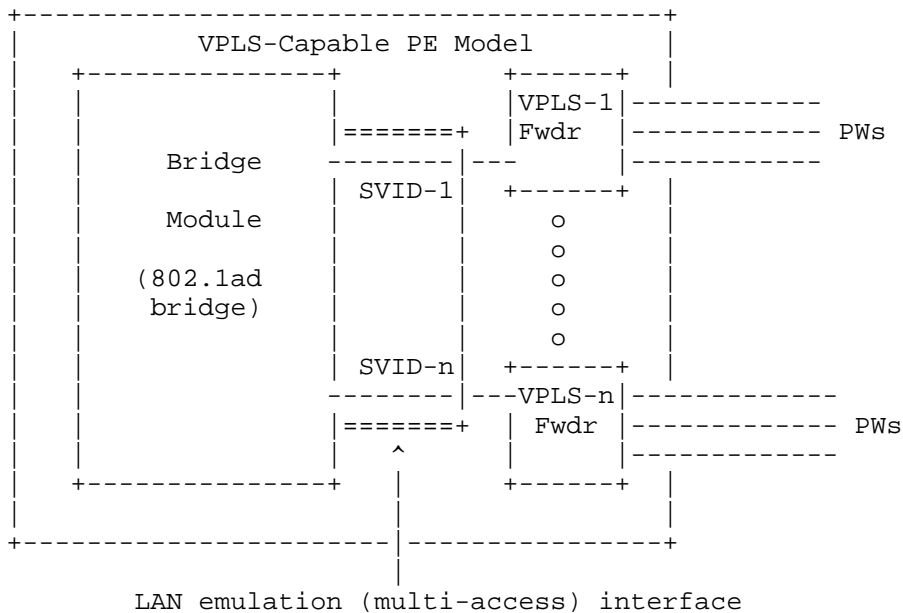 VPLS-Capable PE Model
VPLS-1
Fwdr PWs
Bridge
SVID-1
Module o
o
(802.1ad o
bridge) o
o
SVID-n
VPLS-n
Fwdr PWs
^
LAN emulation (multi-access) interface